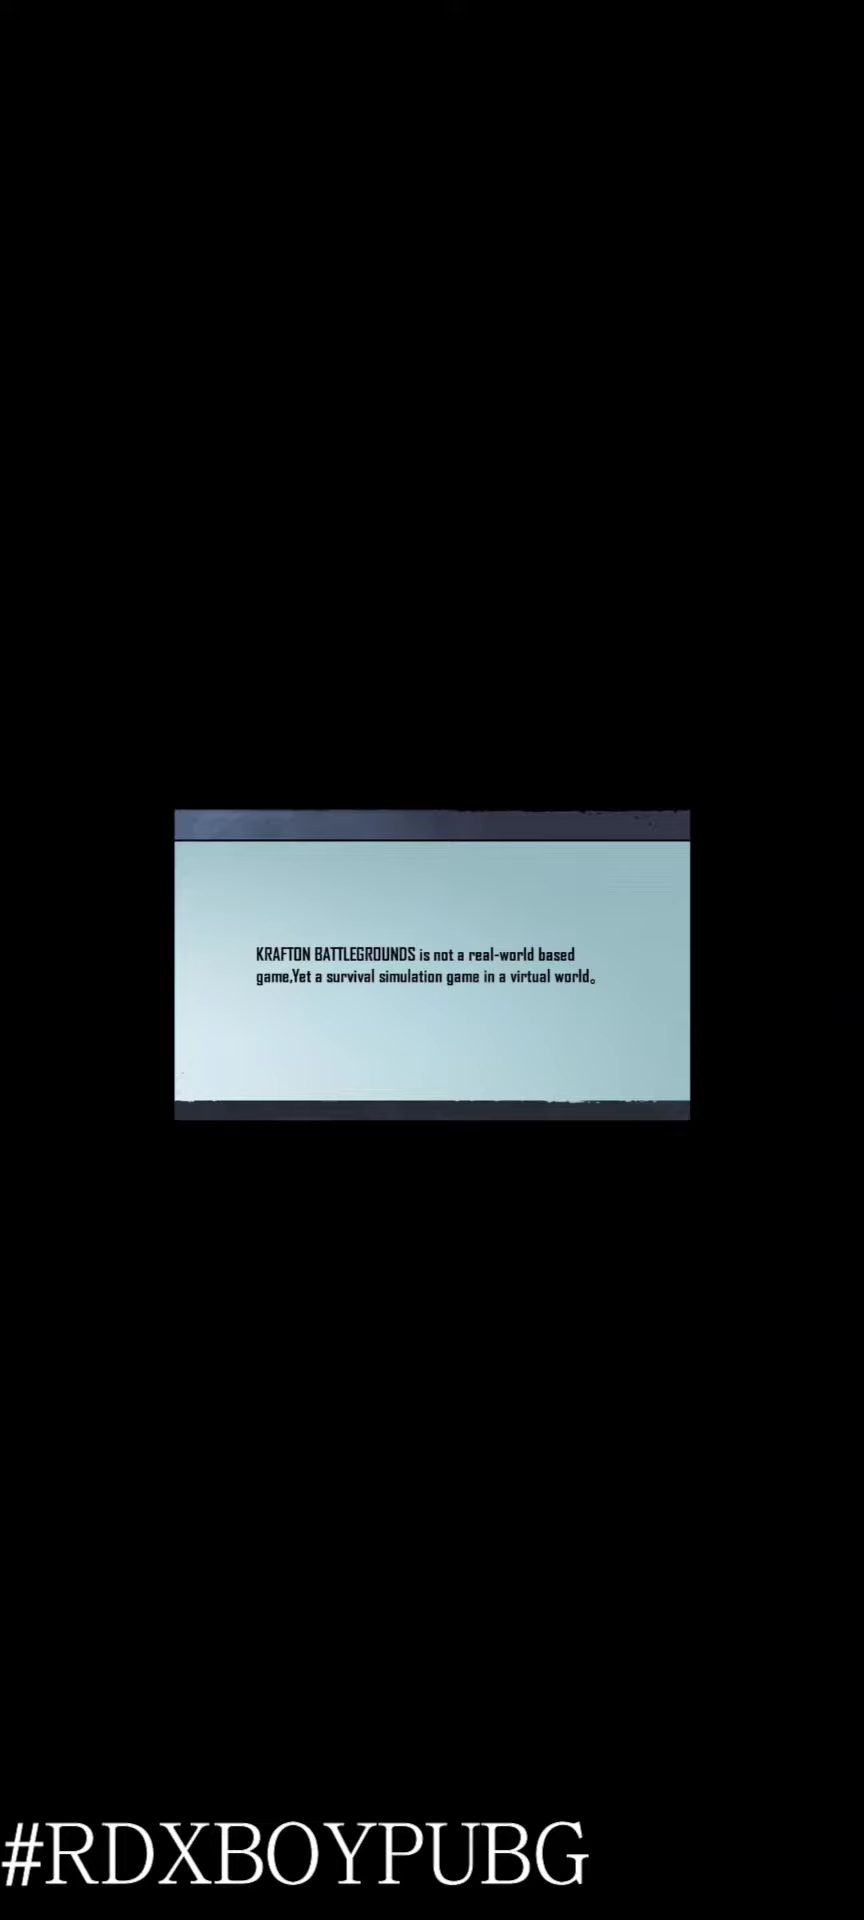 KRAFTON BATTLEGROUNDS is not a real-world based
game,Yet a survival simulation game in a virtual world。
#RDXBOYPUBG